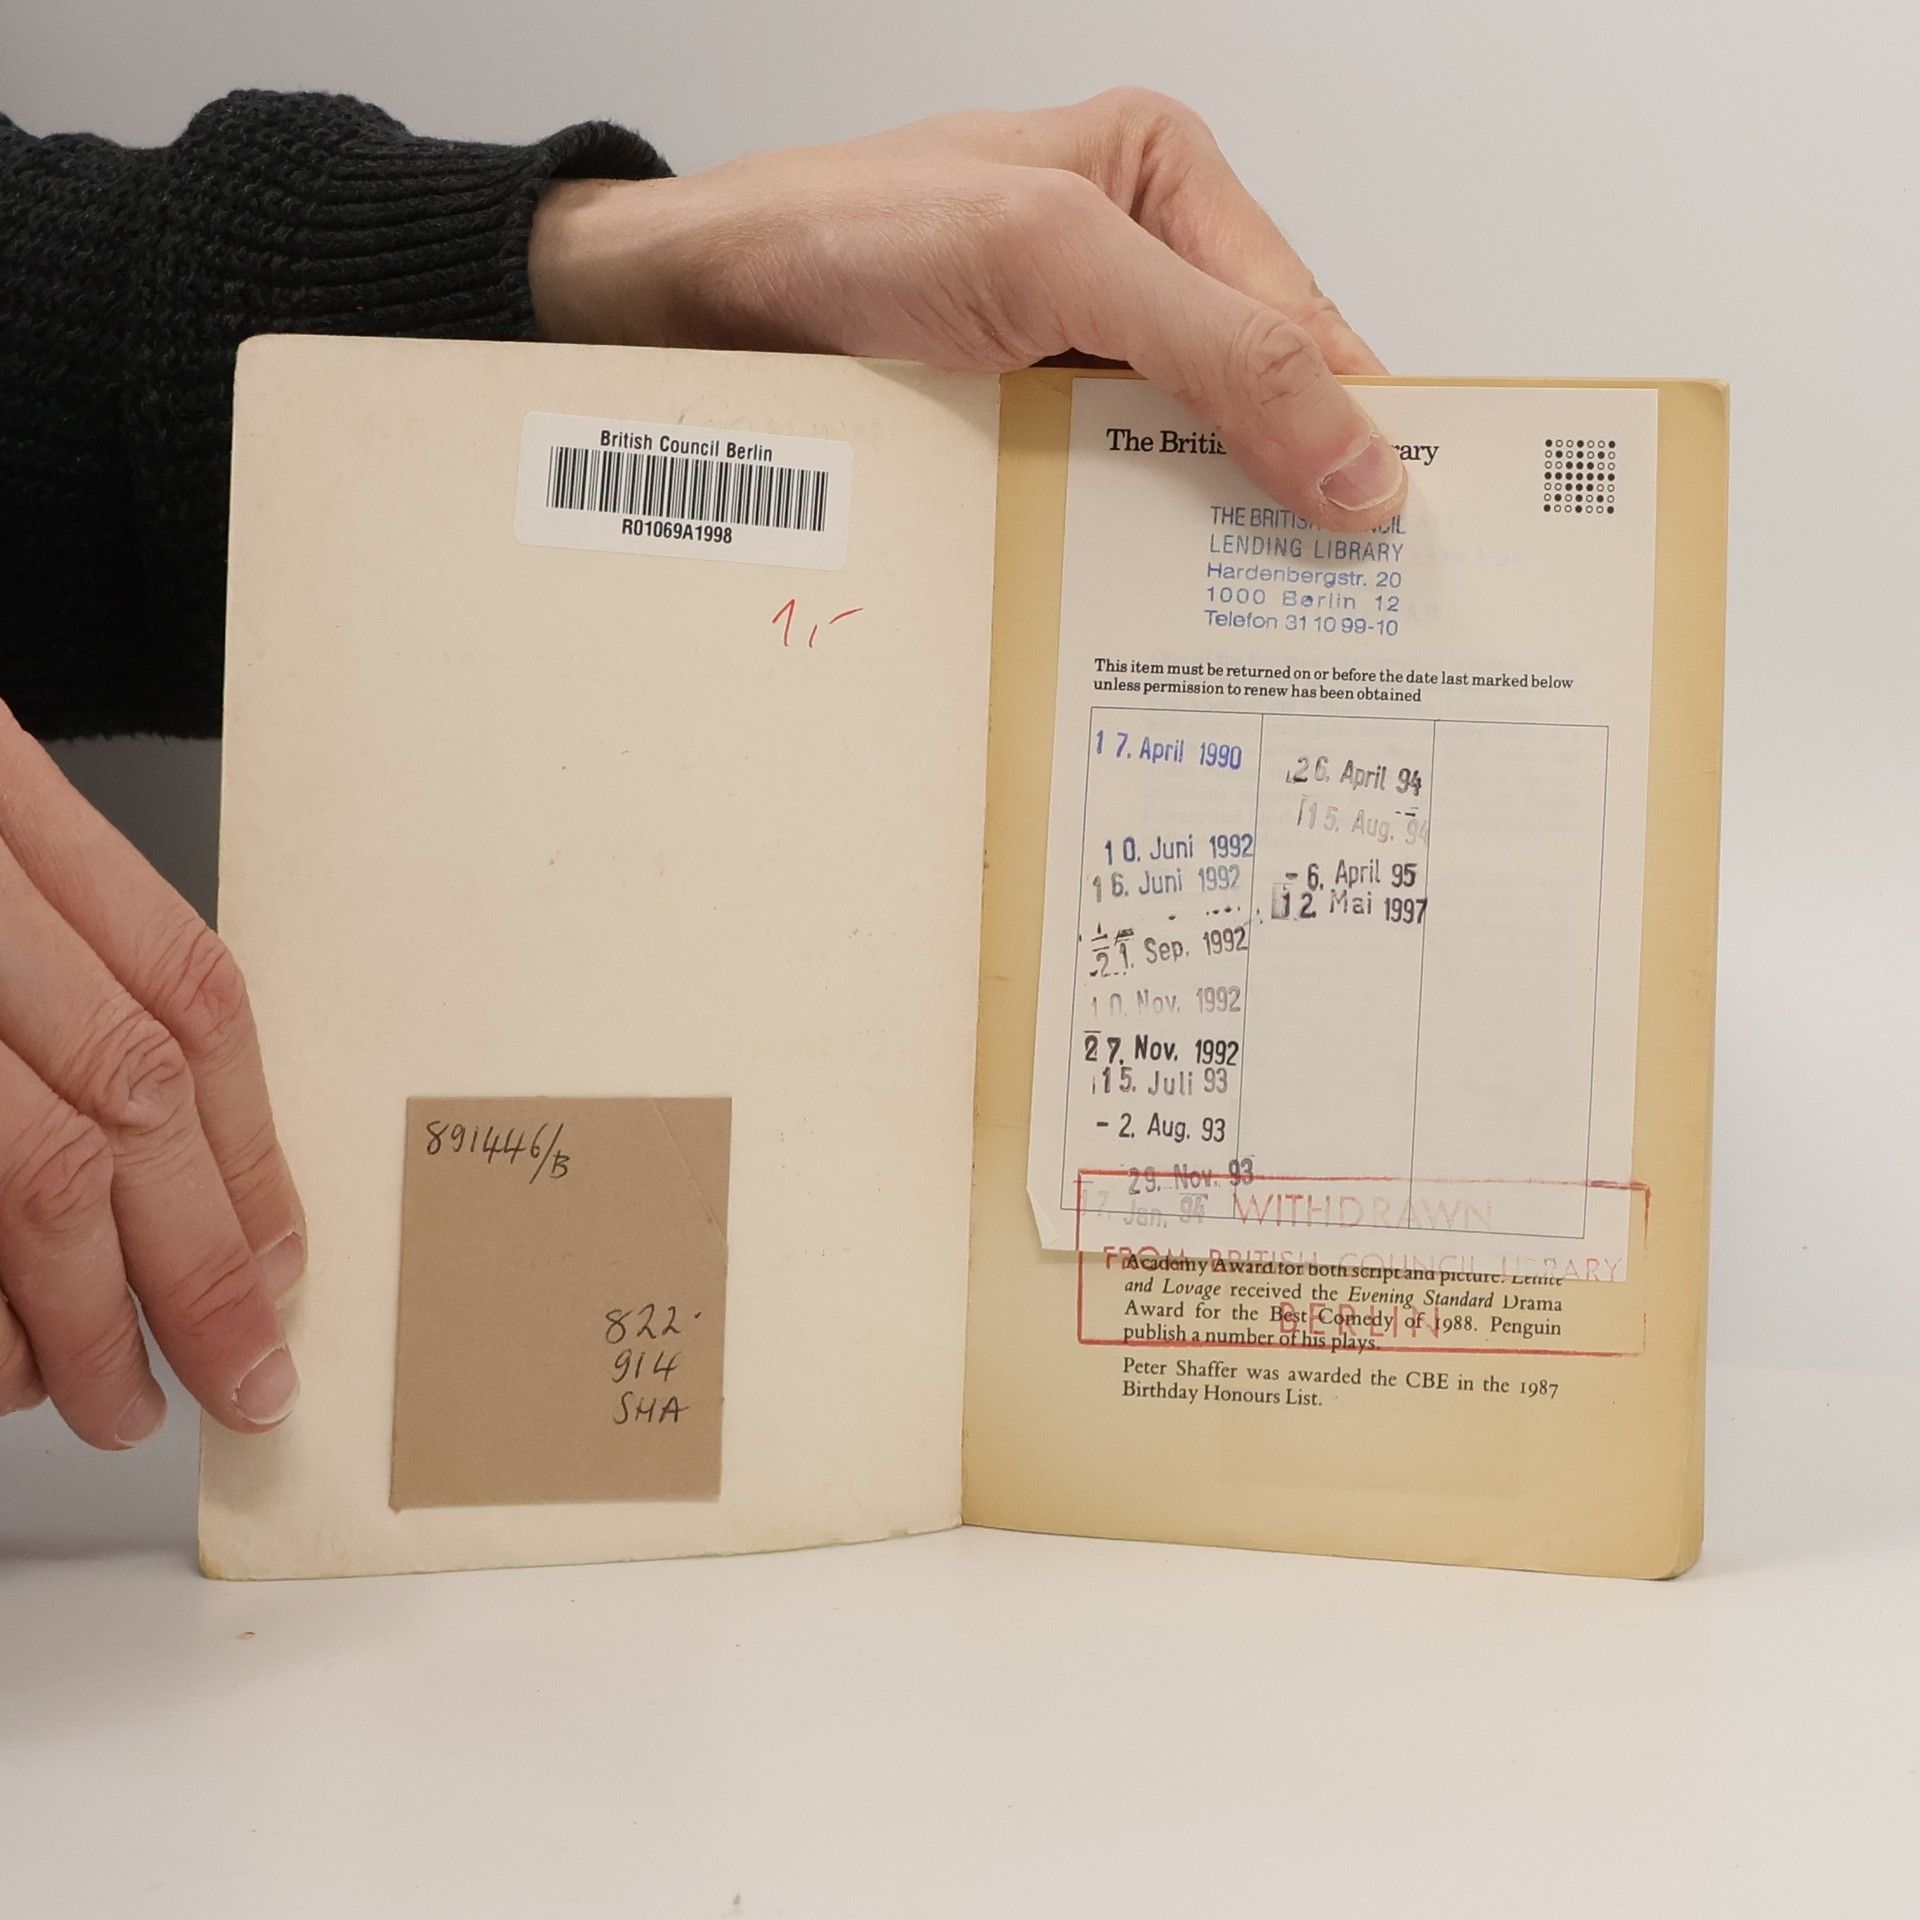 British Council Berlin
R01069A1998
1,-
891446/B
822.
914
SHA
The
THE
LENDING LIBRARY
Hardenbergstr. 20
1000 Berlin 12
Telefon 31 10 99-10
This item must be returned on or before the date last marked below
unless permission to renew has been obtained
17. April 1990
10. Juni 1992
16. Juni 1992
Sep. 1992
10. Nov. 1992
27. Nov. 1992
15. Juli 93
- 2. Aug. 93
29. Nov. 93
17. Jan. 94
26. April 94
15. Aug. 94
- 6. April 95
12. Mai 1997
WITHDRAWN
FROM BRITISH COUNCIL LIBRARY
BERLIN
Academy Award for both script and picture. Lettice
and Lovage received the Evening Standard Drama
Award for the Best Comedy of 1988. Penguin
publish a number of his plays.
Peter Shaffer was awarded the CBE in the 1987
Birthday Honours List.